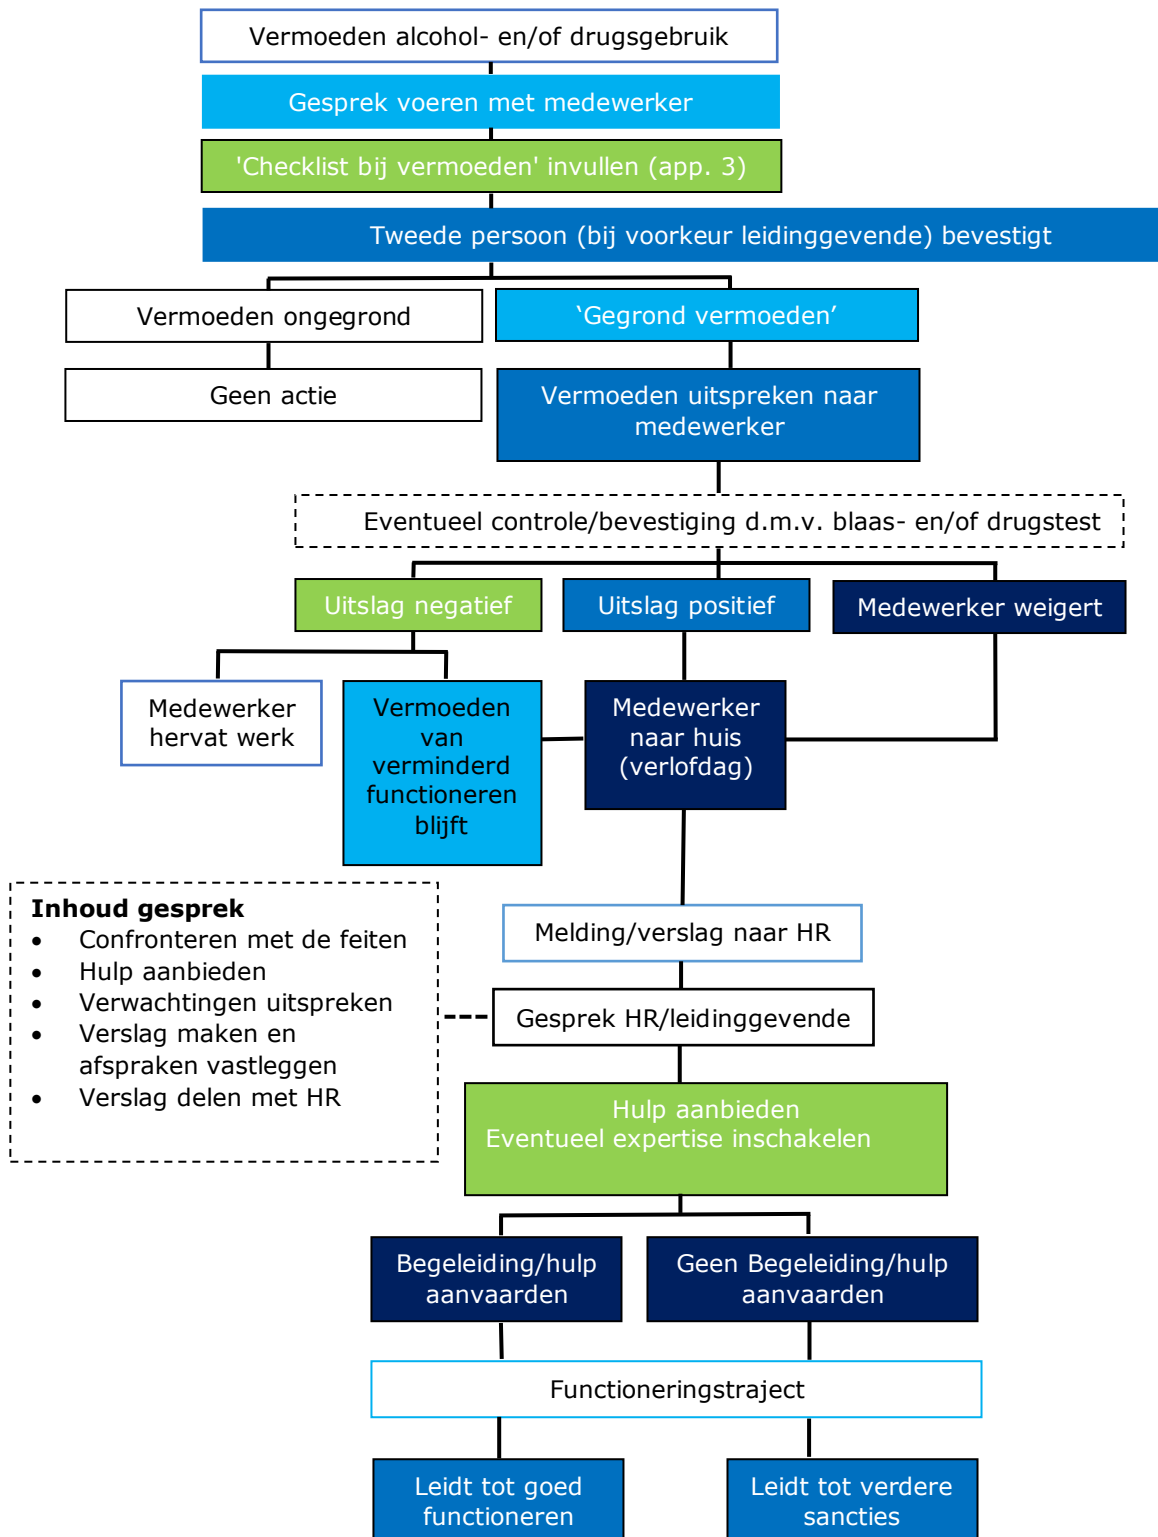 Vermoeden alcohol- en/of drugsgebruik
Gesprek voeren met medewerker
'Checklist bij vermoeden' invullen (app. 3)
Tweede persoon (bij voorkeur leidinggevende) bevestigt
Vermoeden ongegrond
‘Gegrond vermoeden’
Geen actie
Vermoeden uitspreken naar
medewerker
Eventueel controle/bevestiging d.m.v. blaas- en/of drugstest
Uitslag negatief
Uitslag positief
Medewerker weigert
Medewerker
hervat werk
Vermoeden
van
verminderd
functioneren
blijft
Medewerker
naar huis
(verlofdag)
Inhoud gesprek
• Confronteren met de feiten
• Hulp aanbieden
• Verwachtingen uitspreken
• Verslag maken en
afspraken vastleggen
• Verslag delen met HR
Melding/verslag naar HR
Gesprek HR/leidinggevende
Hulp aanbieden
Eventueel expertise inschakelen
Begeleiding/hulp
aanvaarden
Geen Begeleiding/hulp
aanvaarden
Functioneringstraject
Leidt tot goed
functioneren
Leidt tot verdere
sancties